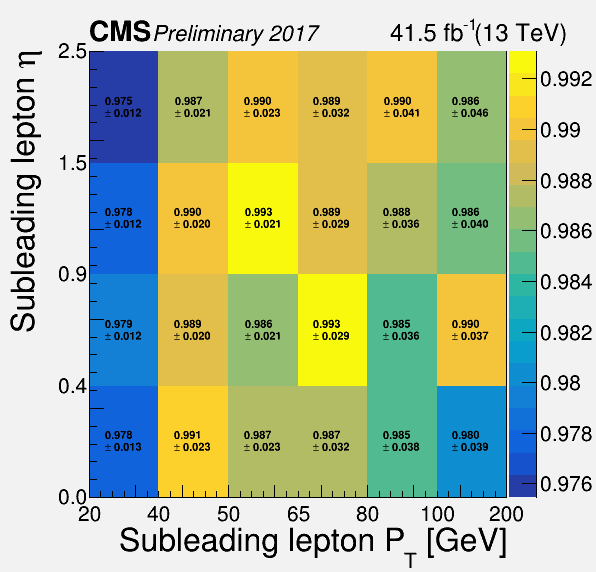 CMS Preliminary 2017 41.5 fb-1(13 TeV)
2.5
0.975 0.987 0.990 0.989 0.990 0.986
± 0.012 ± 0.021 ± 0.023 ± 0.032 ± 0.041 ± 0.046
1.5
0.978 0.990 0.993 0.989 0.988 0.986
± 0.012 ± 0.020 ± 0.021 ± 0.029 ± 0.036 ± 0.040
0.9
0.979 0.989 0.986 0.993 0.985 0.990
± 0.012 ± 0.020 ± 0.021 ± 0.029 ± 0.036 ± 0.037
0.4
0.978 0.991 0.987 0.987 0.985 0.980
± 0.013 ± 0.023 ± 0.023 ± 0.032 ± 0.038 ± 0.039
0.0
20 40 50 65 80 100 200
Subleading lepton PT [GeV]
Subleading lepton η
0.992
0.99
0.988
0.986
0.984
0.982
0.98
0.978
0.976